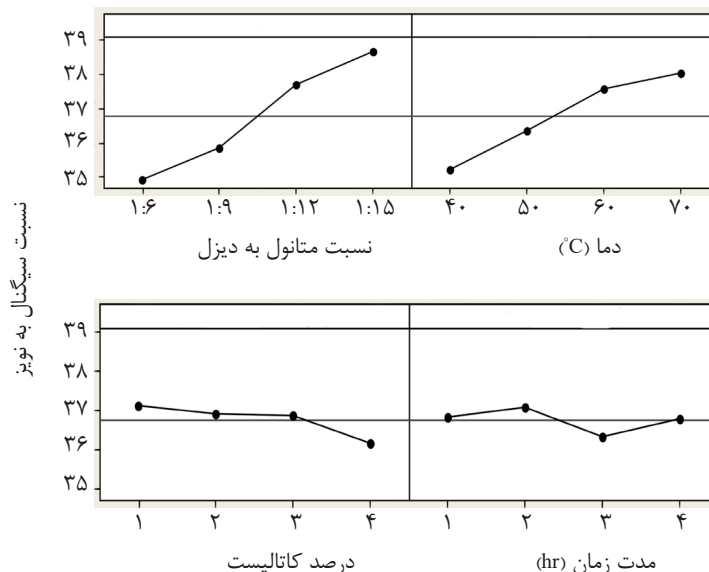 ۳۹
۳۸
۳۷
۳۶
۳۵
۱:۶ ۱:۹ ۱:۱۲ ۱:۱۵
۴۰ ۵۰ ۶۰ ۷۰
نسبت متانول به دیزل
دما (°C)
نسبت سیگنال به نویز
۳۹
۳۸
۳۷
۳۶
۳۵
۱ ۲ ۳ ۴
۱ ۲ ۳ ۴
درصد کاتالیست
مدت زمان (hr)